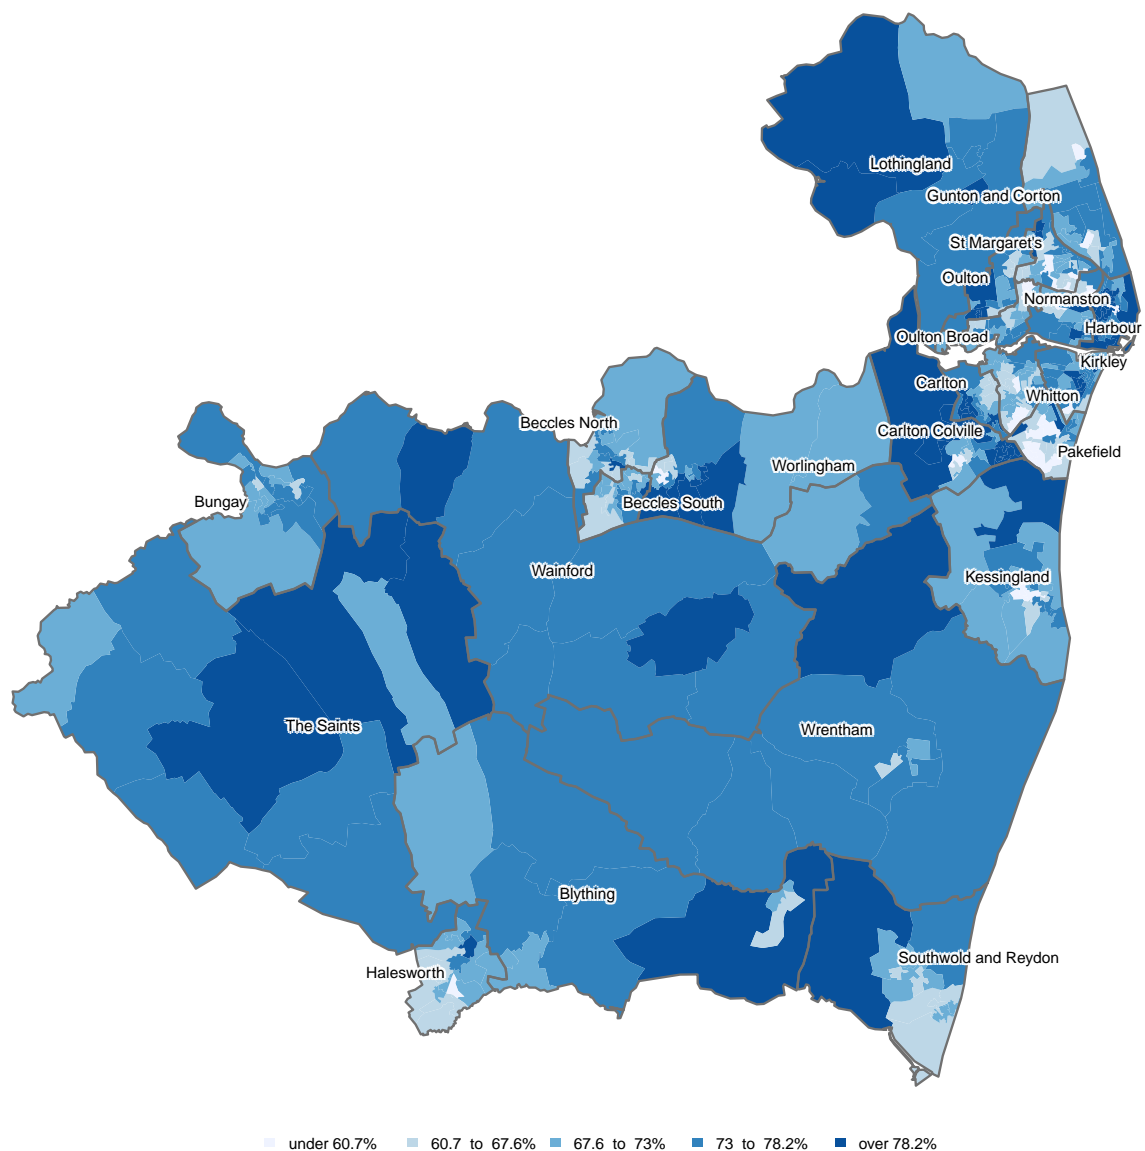 Lothingland
Gunton and Corton
St Margaret's
Oulton
Normanston
Harbour
Oulton Broad
Kirkley
Carlton
Whitton
Beccles North
Carlton Colville
Pakefield
Worlingham
Bungay
Beccles South
Wainford
Kessingland
The Saints
Wrentham
Blything
Southwold and Reydon
Halesworth
under 60.7% 60.7 to 67.6% 67.6 to 73% 73 to 78.2% over 78.2%